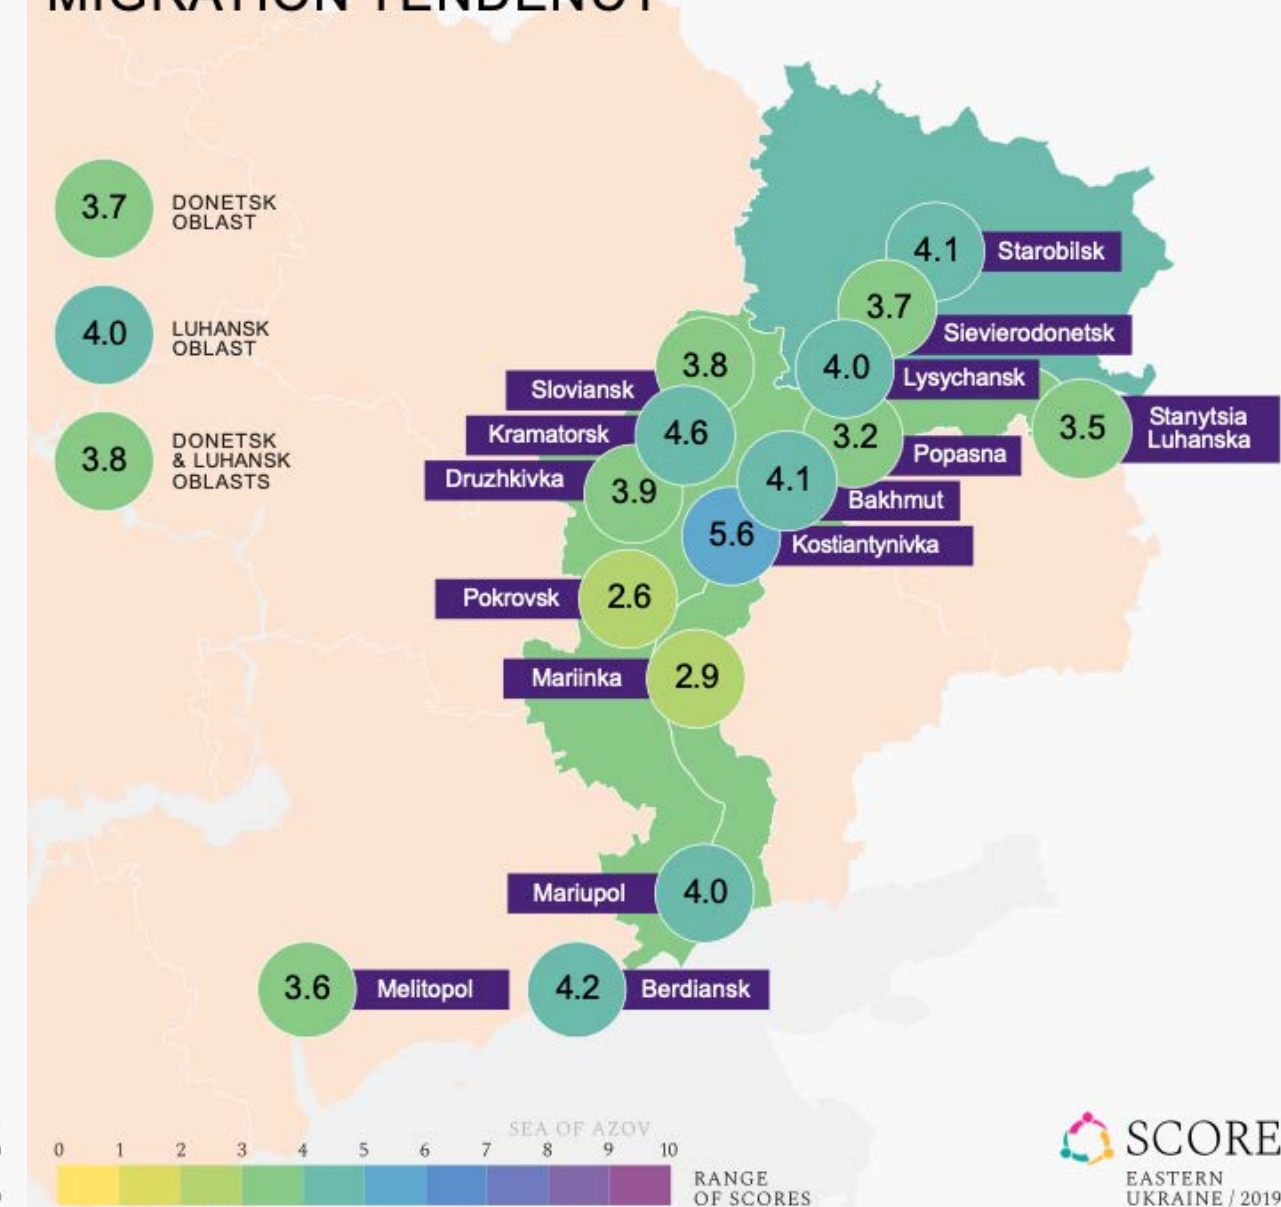 MIGRATION TENDENCY
3.7 DONETSK
OBLAST
4.0 LUHANSK
OBLAST
3.8 DONETSK
& LUHANSK
OBLASTS
4.1 Starobilsk
3.7 Sievierodonetsk
4.0 Lysychansk
3.8 Sloviansk
4.6 Kramatorsk
3.9 Druzhkivka
3.2 Popasna
3.5 Stanytsia
Luhanska
4.1 Bakhmut
5.6 Kostiantynivka
Pokrovsk 2.6
Mariinka 2.9
Mariupol 4.0
3.6 Melitopol
4.2 Berdiansk
SEA OF AZOV
0 1 2 3 4 5 6 7 8 9 10
RANGE
OF SCORES
SCORE
EASTERN
UKRAINE / 2019